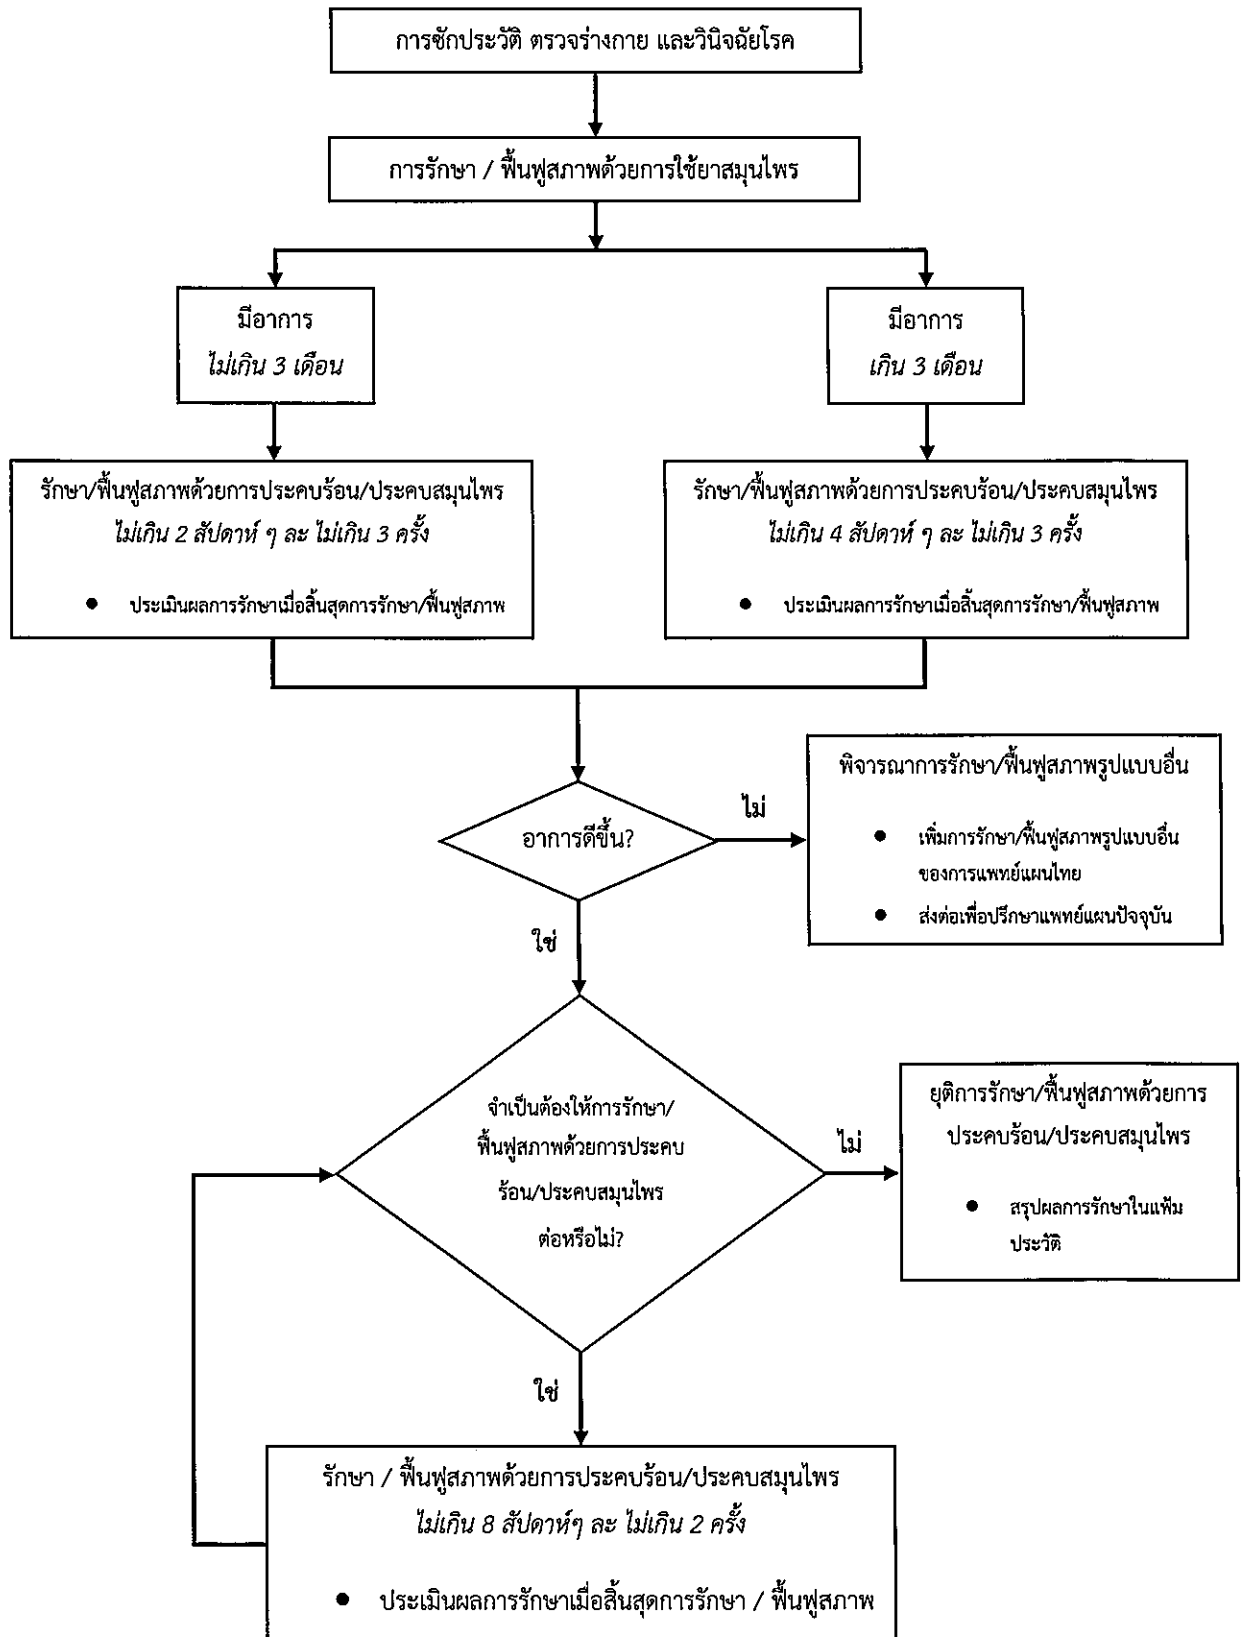 การซักประวัติ ตรวจร่างกาย และวินิจฉัยโรค
การรักษา / ฟื้นฟูสภาพด้วยการใช้ยาสมุนไพร
มีอาการ
ไม่เกิน 3 เดือน
มีอาการ
เกิน 3 เดือน
รักษา/ฟื้นฟูสภาพด้วยการประคบร้อน/ประคบสมุนไพร
ไม่เกิน 2 สัปดาห์ ๆ ละ ไม่เกิน 3 ครั้ง
● ประเมินผลการรักษาเมื่อสิ้นสุดการรักษา/ฟื้นฟูสภาพ
รักษา/ฟื้นฟูสภาพด้วยการประคบร้อน/ประคบสมุนไพร
ไม่เกิน 4 สัปดาห์ ๆ ละ ไม่เกิน 3 ครั้ง
● ประเมินผลการรักษาเมื่อสิ้นสุดการรักษา/ฟื้นฟูสภาพ
อาการดีขึ้น?
ไม่
พิจารณาการรักษา/ฟื้นฟูสภาพรูปแบบอื่น
● เพิ่มการรักษา/ฟื้นฟูสภาพรูปแบบอื่น
ของการแพทย์แผนไทย
● ส่งต่อเพื่อปรึกษาแพทย์แผนปัจจุบัน
ใช่
จำเป็นต้องให้การรักษา/
ฟื้นฟูสภาพด้วยการประคบ
ร้อน/ประคบสมุนไพร
ต่อหรือไม่?
ไม่
ยุติการรักษา/ฟื้นฟูสภาพด้วยการ
ประคบร้อน/ประคบสมุนไพร
● สรุปผลการรักษาในแฟ้ม
ประวัติ
ใช่
รักษา / ฟื้นฟูสภาพด้วยการประคบร้อน/ประคบสมุนไพร
ไม่เกิน 8 สัปดาห์ๆ ละ ไม่เกิน 2 ครั้ง
● ประเมินผลการรักษาเมื่อสิ้นสุดการรักษา / ฟื้นฟูสภาพ